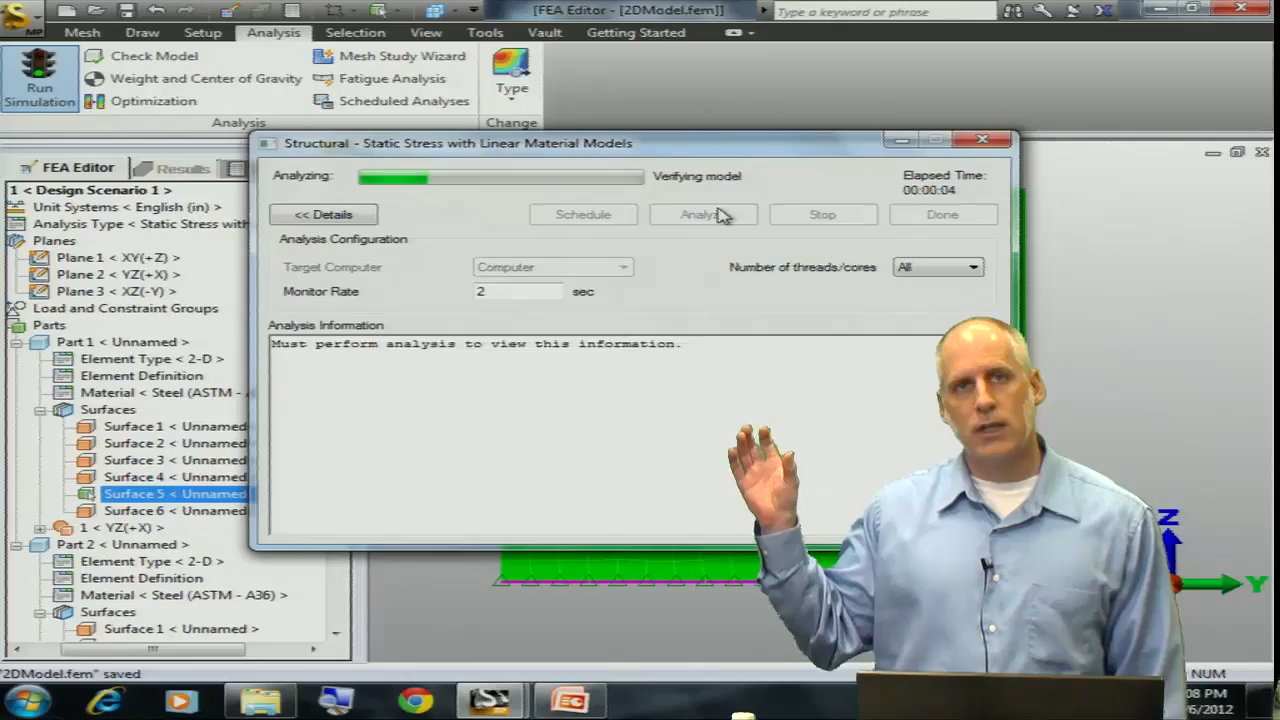 [FEA Editor - [2DModel.fem]]
Type a keyword or phrase
MP
Mesh Draw Setup Analysis Selection View Tools Vault Getting Started
Run Simulation
Check Model
Weight and Center of Gravity
Optimization
Mesh Study Wizard
Fatigue Analysis
Scheduled Analyses
Type
Analysis
Change
FEA Editor
Results
1 < Design Scenario 1 >
Unit Systems < English (in) >
Analysis Type < Static Stress with
Planes
Plane 1 < XY(+Z) >
Plane 2 < YZ(+X) >
Plane 3 < XZ(-Y) >
Load and Constraint Groups
Parts
Part 1 < Unnamed >
Element Type < 2-D >
Element Definition
Material < Steel (ASTM - A
Surfaces
Surface 1 < Unnamed
Surface 2 < Unnamed
Surface 3 < Unnamed
Surface 4 < Unnamed
Surface 5 < Unnamed
Surface 6 < Unnamed
1 < YZ(+X) >
Part 2 < Unnamed >
Element Type < 2-D >
Element Definition
Material < Steel (ASTM - A36) >
Surfaces
Surface 1 < Unnamed >
Structural - Static Stress with Linear Material Models
Analyzing:
Verifying model
Elapsed Time:
00:00:04
<< Details
Schedule
Analyze
Stop
Done
Analysis Configuration
Target Computer
Computer
Number of threads/cores
All
Monitor Rate
2
sec
Analysis Information
Must perform analysis to view this information.
Z
Y
2DModel.fem" saved
NUM
08 PM
/6/2012